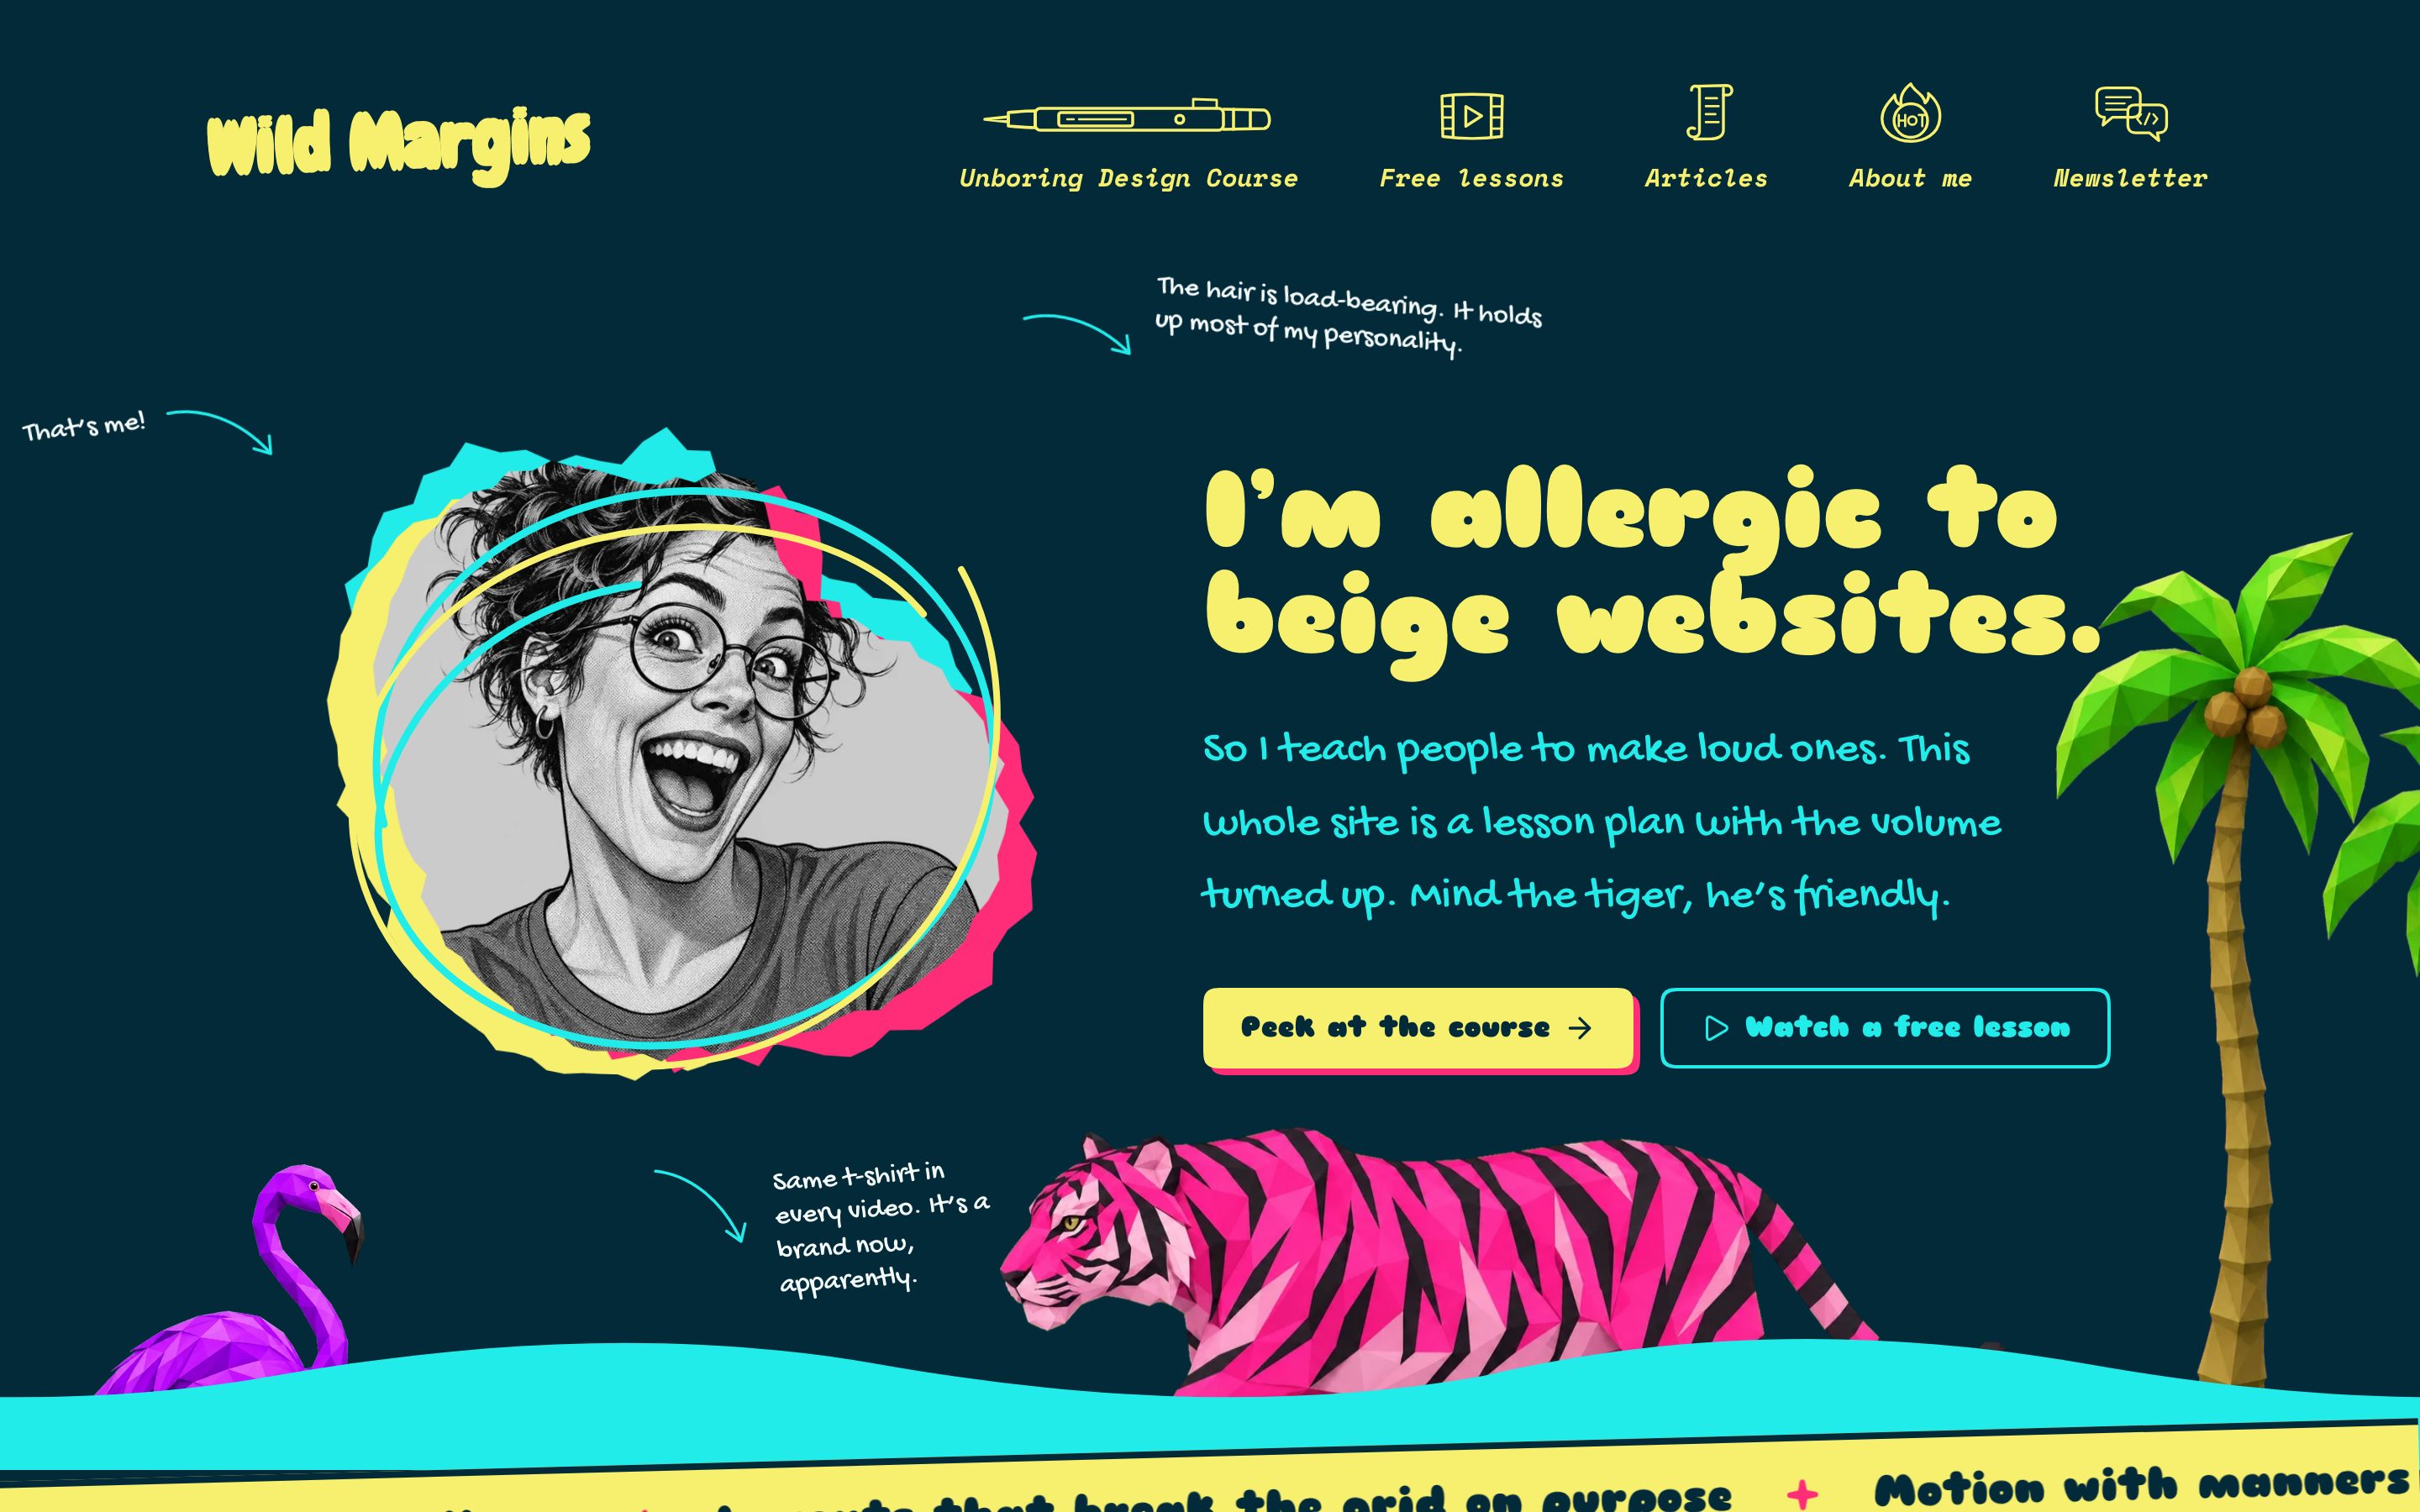 Wild Margins
HOT
Unboring Design Course
Free lessons
Articles
About me
Newsletter
The hair is load-bearing. It holds
up most of my personality.
That's me!
I'm allergic to
beige websites.
So I teach people to make loud ones. This
whole site is a lesson plan with the volume
turned up. Mind the tiger, he's friendly.
Peek at the course
Watch a free lesson
Same t-shirt in
every video. It's a
brand now,
apparently.
that break the grid on purpose
Motion with manners